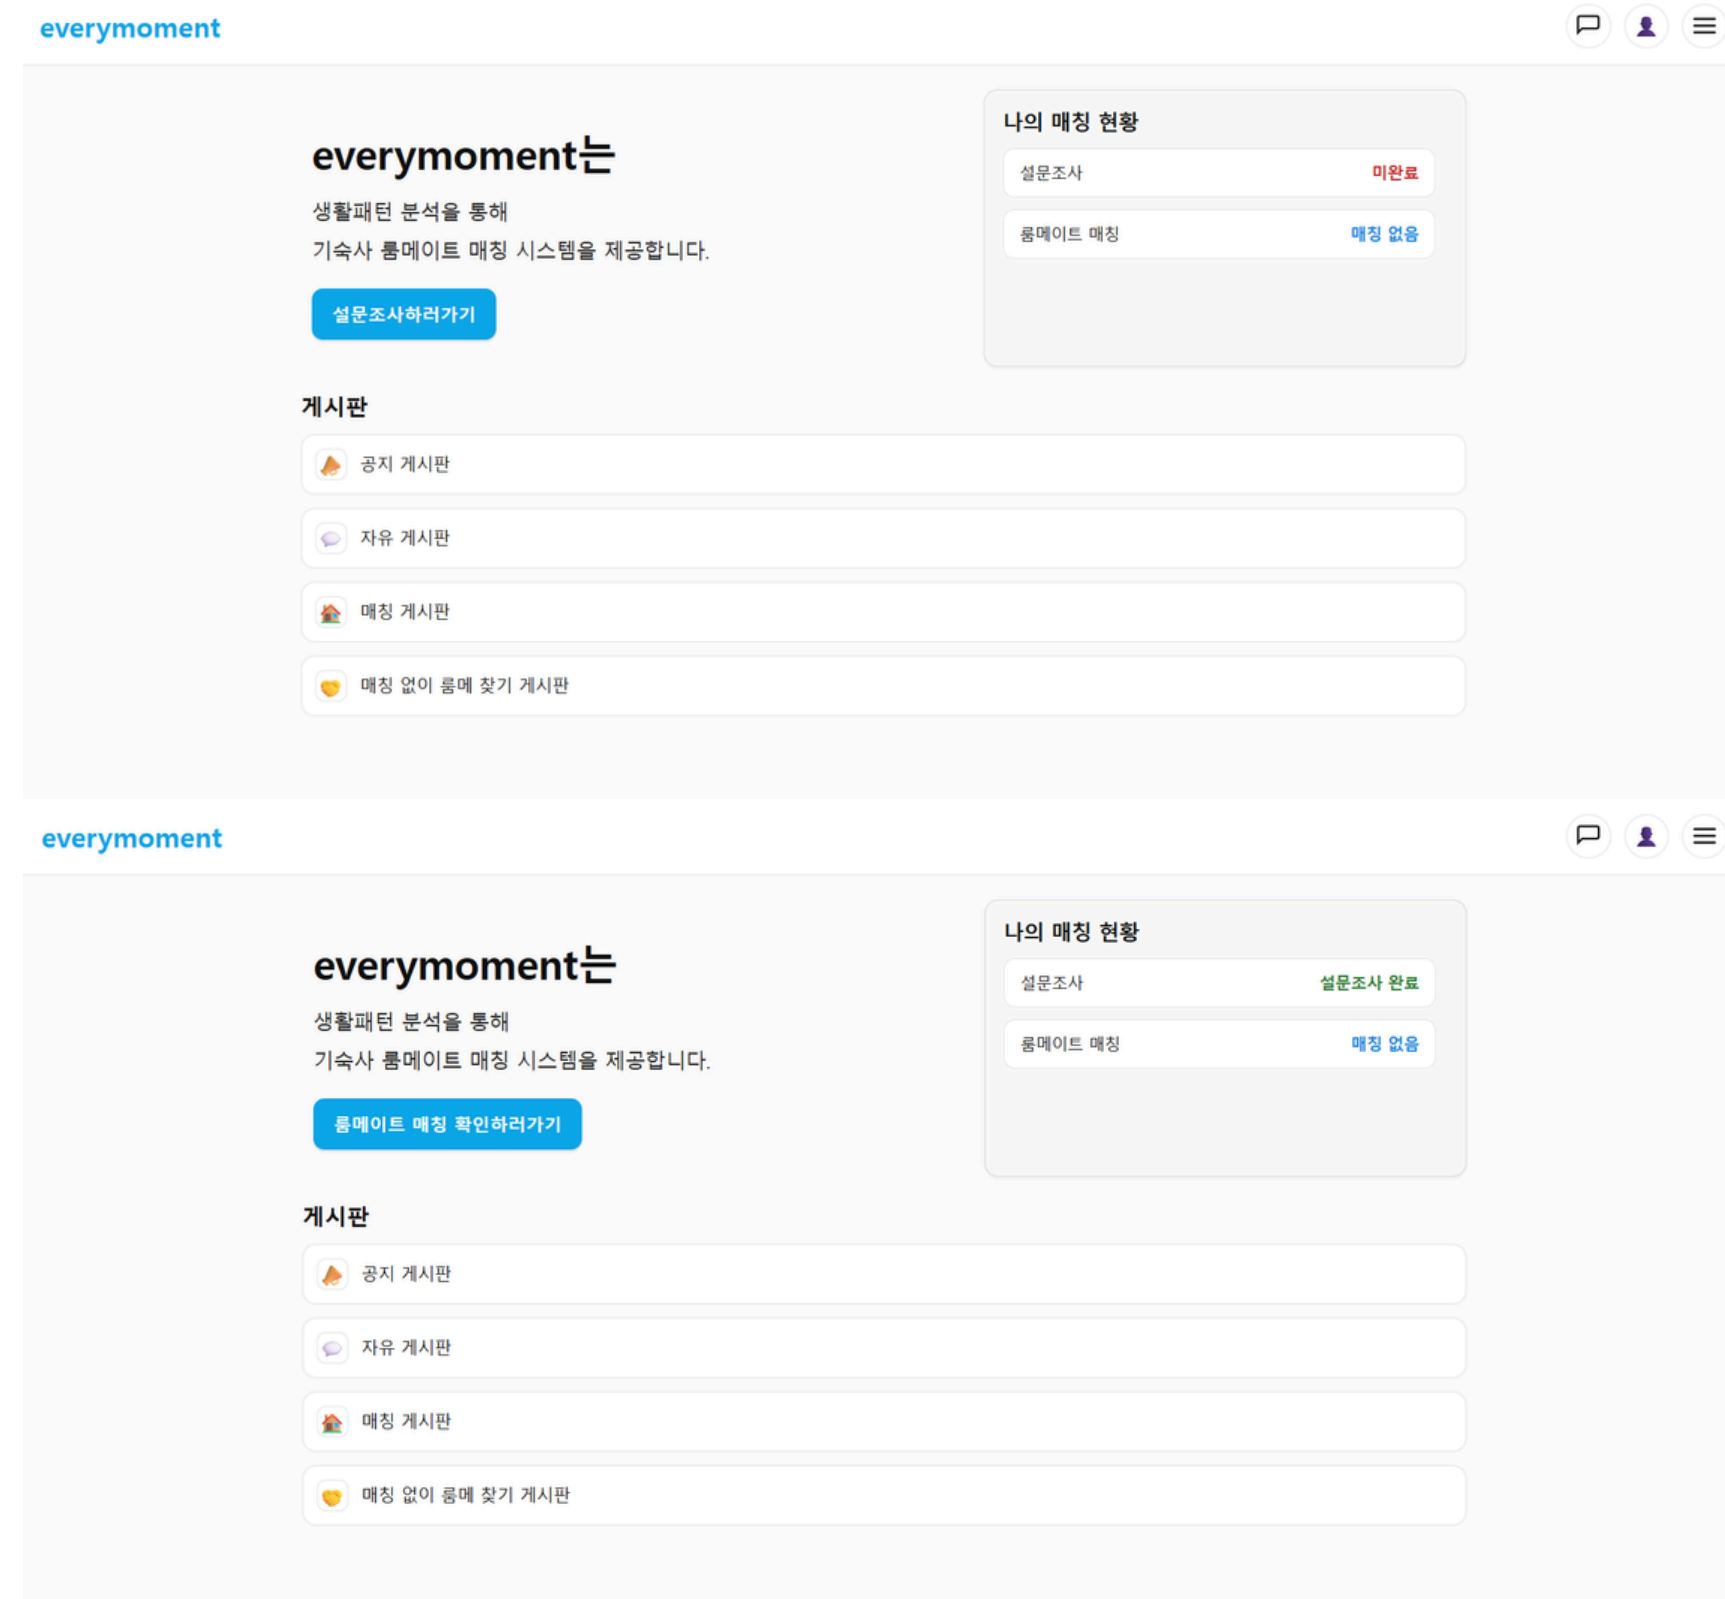 everymoment
everymoment는
생활패턴 분석을 통해
기숙사 룸메이트 매칭 시스템을 제공합니다.
설문조사하러가기
나의 매칭 현황
설문조사 미완료
룸메이트 매칭 매칭 없음
게시판
공지 게시판
자유 게시판
매칭 게시판
매칭 없이 룸메 찾기 게시판
everymoment
everymoment는
생활패턴 분석을 통해
기숙사 룸메이트 매칭 시스템을 제공합니다.
룸메이트 매칭 확인하러가기
나의 매칭 현황
설문조사 설문조사 완료
룸메이트 매칭 매칭 없음
게시판
공지 게시판
자유 게시판
매칭 게시판
매칭 없이 룸메 찾기 게시판